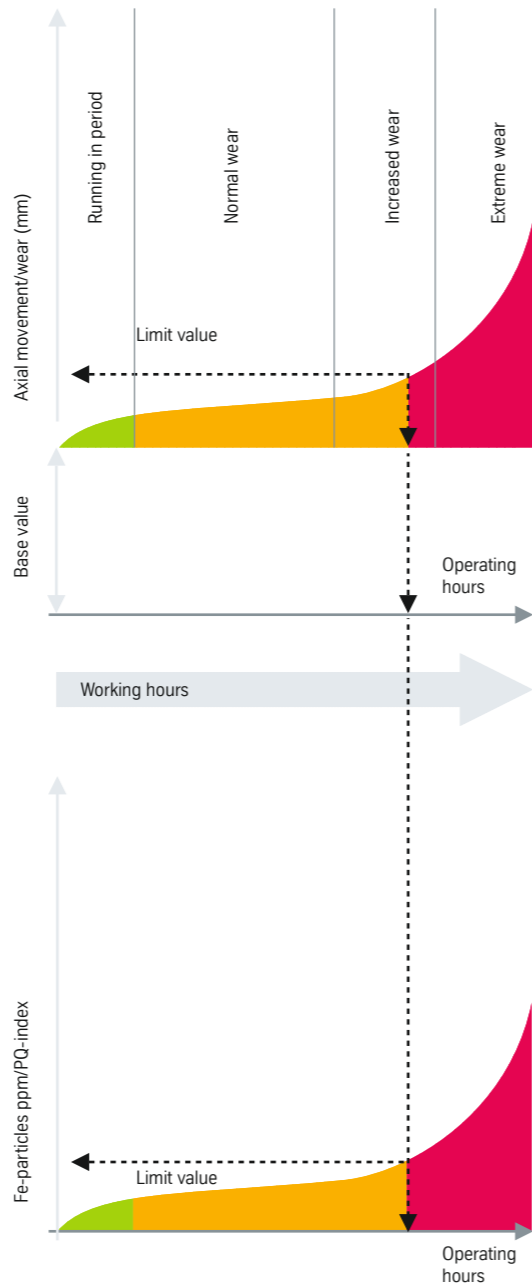 Axial movement/wear (mm)
Running in period
Normal wear
Increased wear
Extreme wear
Limit value
Base value
Operating
hours
Working hours
Fe-particles ppm/PQ-index
Limit value
Operating
hours